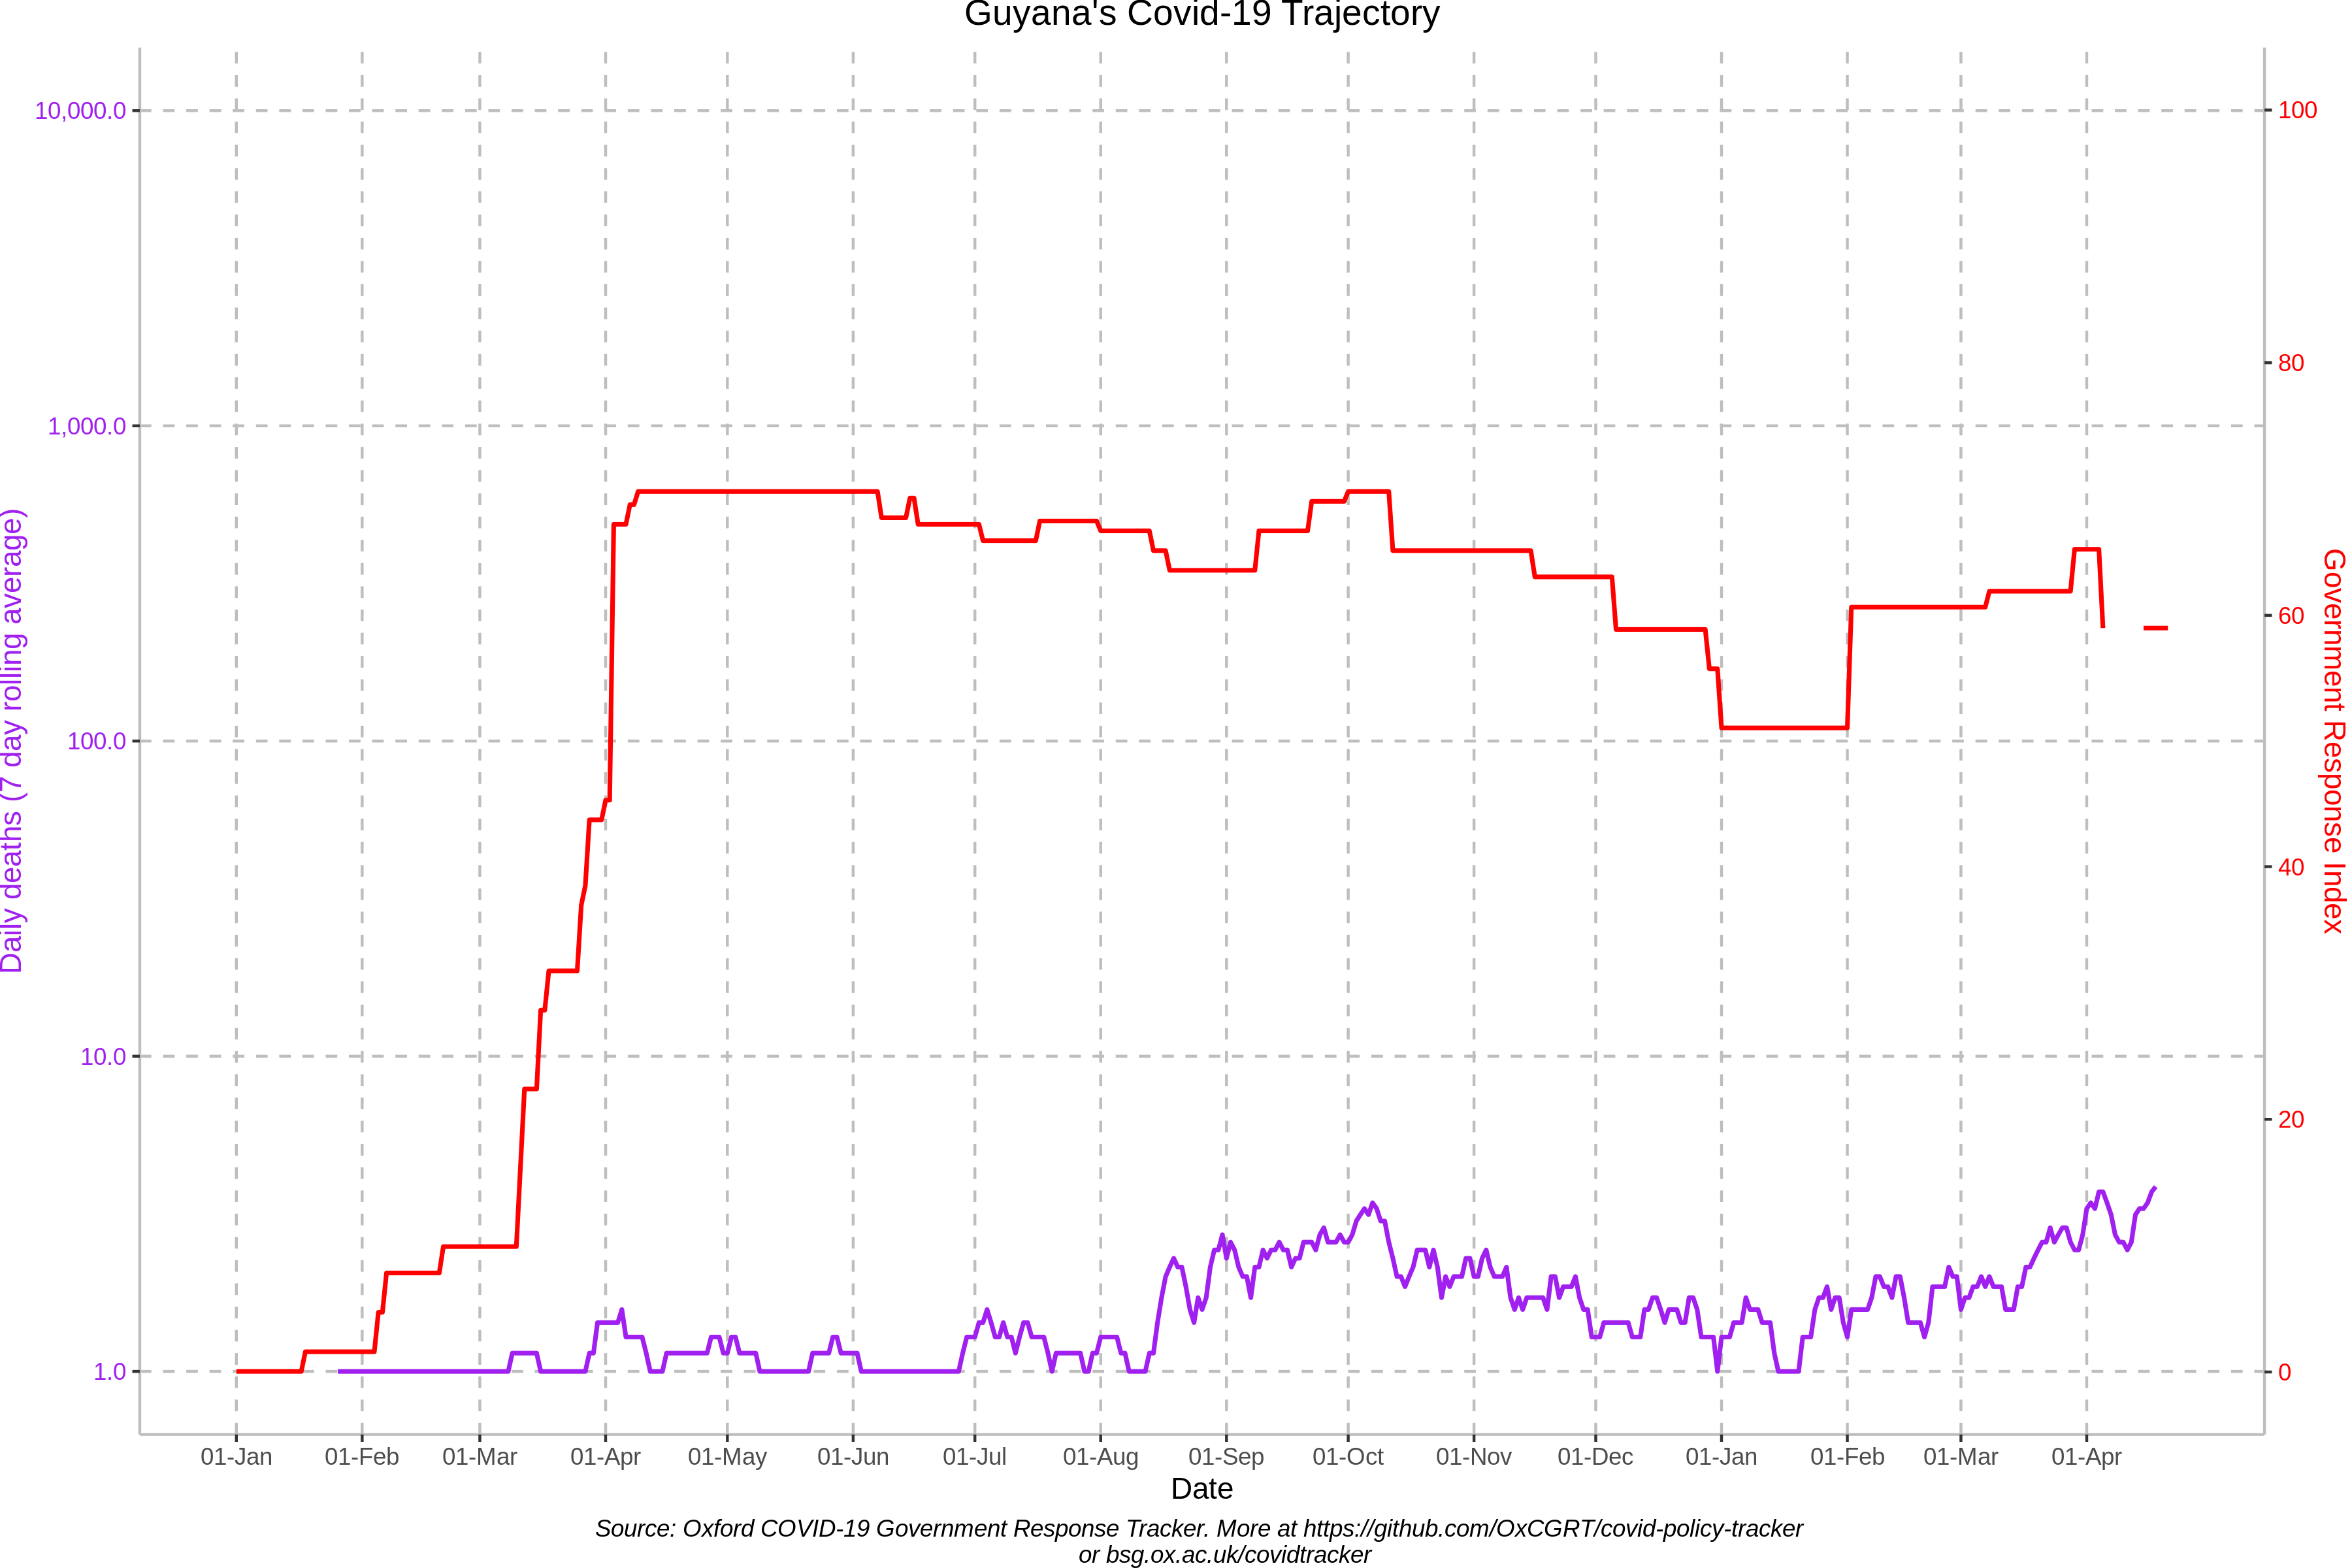 Guyana's Covid-19 Trajectory
Daily deaths (7 day rolling average)
10,000.0
1,000.0
100.0
10.0
1.0
100
80
60
40
20
0
Government Response Index
01-Jan 01-Feb 01-Mar 01-Apr 01-May 01-Jun 01-Jul 01-Aug 01-Sep 01-Oct 01-Nov 01-Dec 01-Jan 01-Feb 01-Mar 01-Apr
Date
Source: Oxford COVID-19 Government Response Tracker. More at https://github.com/OxCGRT/covid-policy-tracker
or bsg.ox.ac.uk/covidtracker